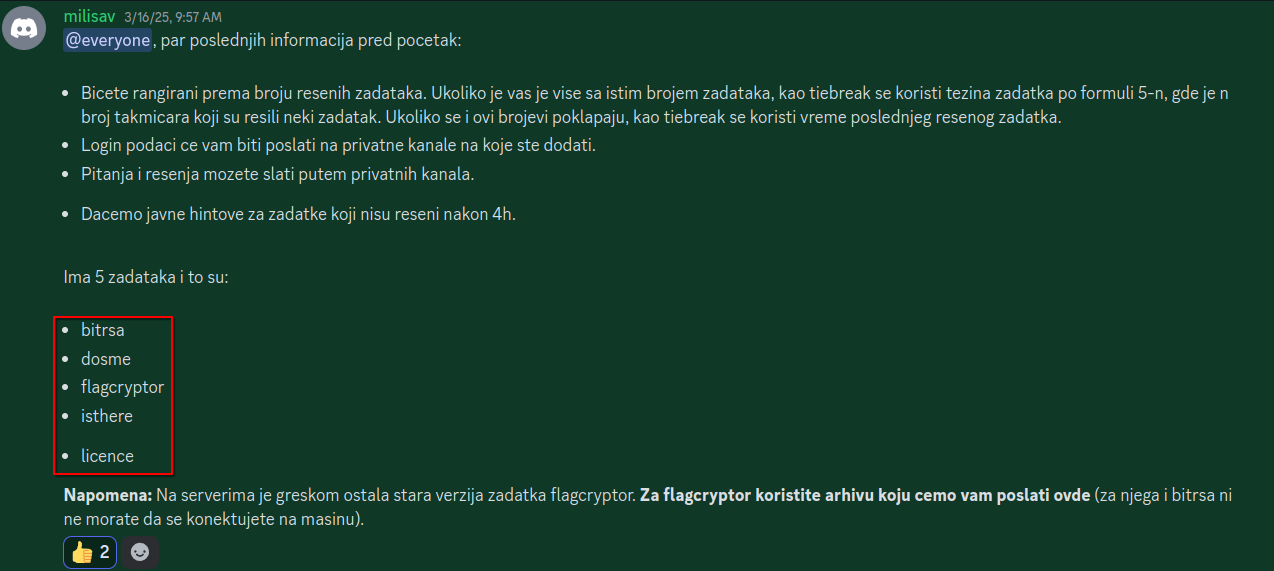 milisav 3/16/25, 9:57 AM
@everyone, par poslednjih informacija pred pocetak:
Bicete rangirani prema broju resenih zadataka. Ukoliko je vas je vise sa istim brojem zadataka, kao tiebreak se koristi tezina zadatka po formuli 5-n, gde je n
broj takmicara koji su resili neki zadatak. Ukoliko se i ovi brojevi poklapaju, kao tiebreak se koristi vreme poslednjeg resenog zadatka.
Login podaci ce vam biti poslati na privatne kanale na koje ste dodati.
Pitanja i resenja mozete slati putem privatnih kanala.
Dacemo javne hintove za zadatke koji nisu reseni nakon 4h.
Ima 5 zadataka i to su:
bitrsa
dosme
flagcryptor
isthere
licence
Napomena: Na serverima je greskom ostala stara verzija zadatka flagcryptor. Za flagcryptor koristite arhivu koju cemo vam poslati ovde (za njega i bitrsa ni
ne morate da se konektujete na masinu).
2